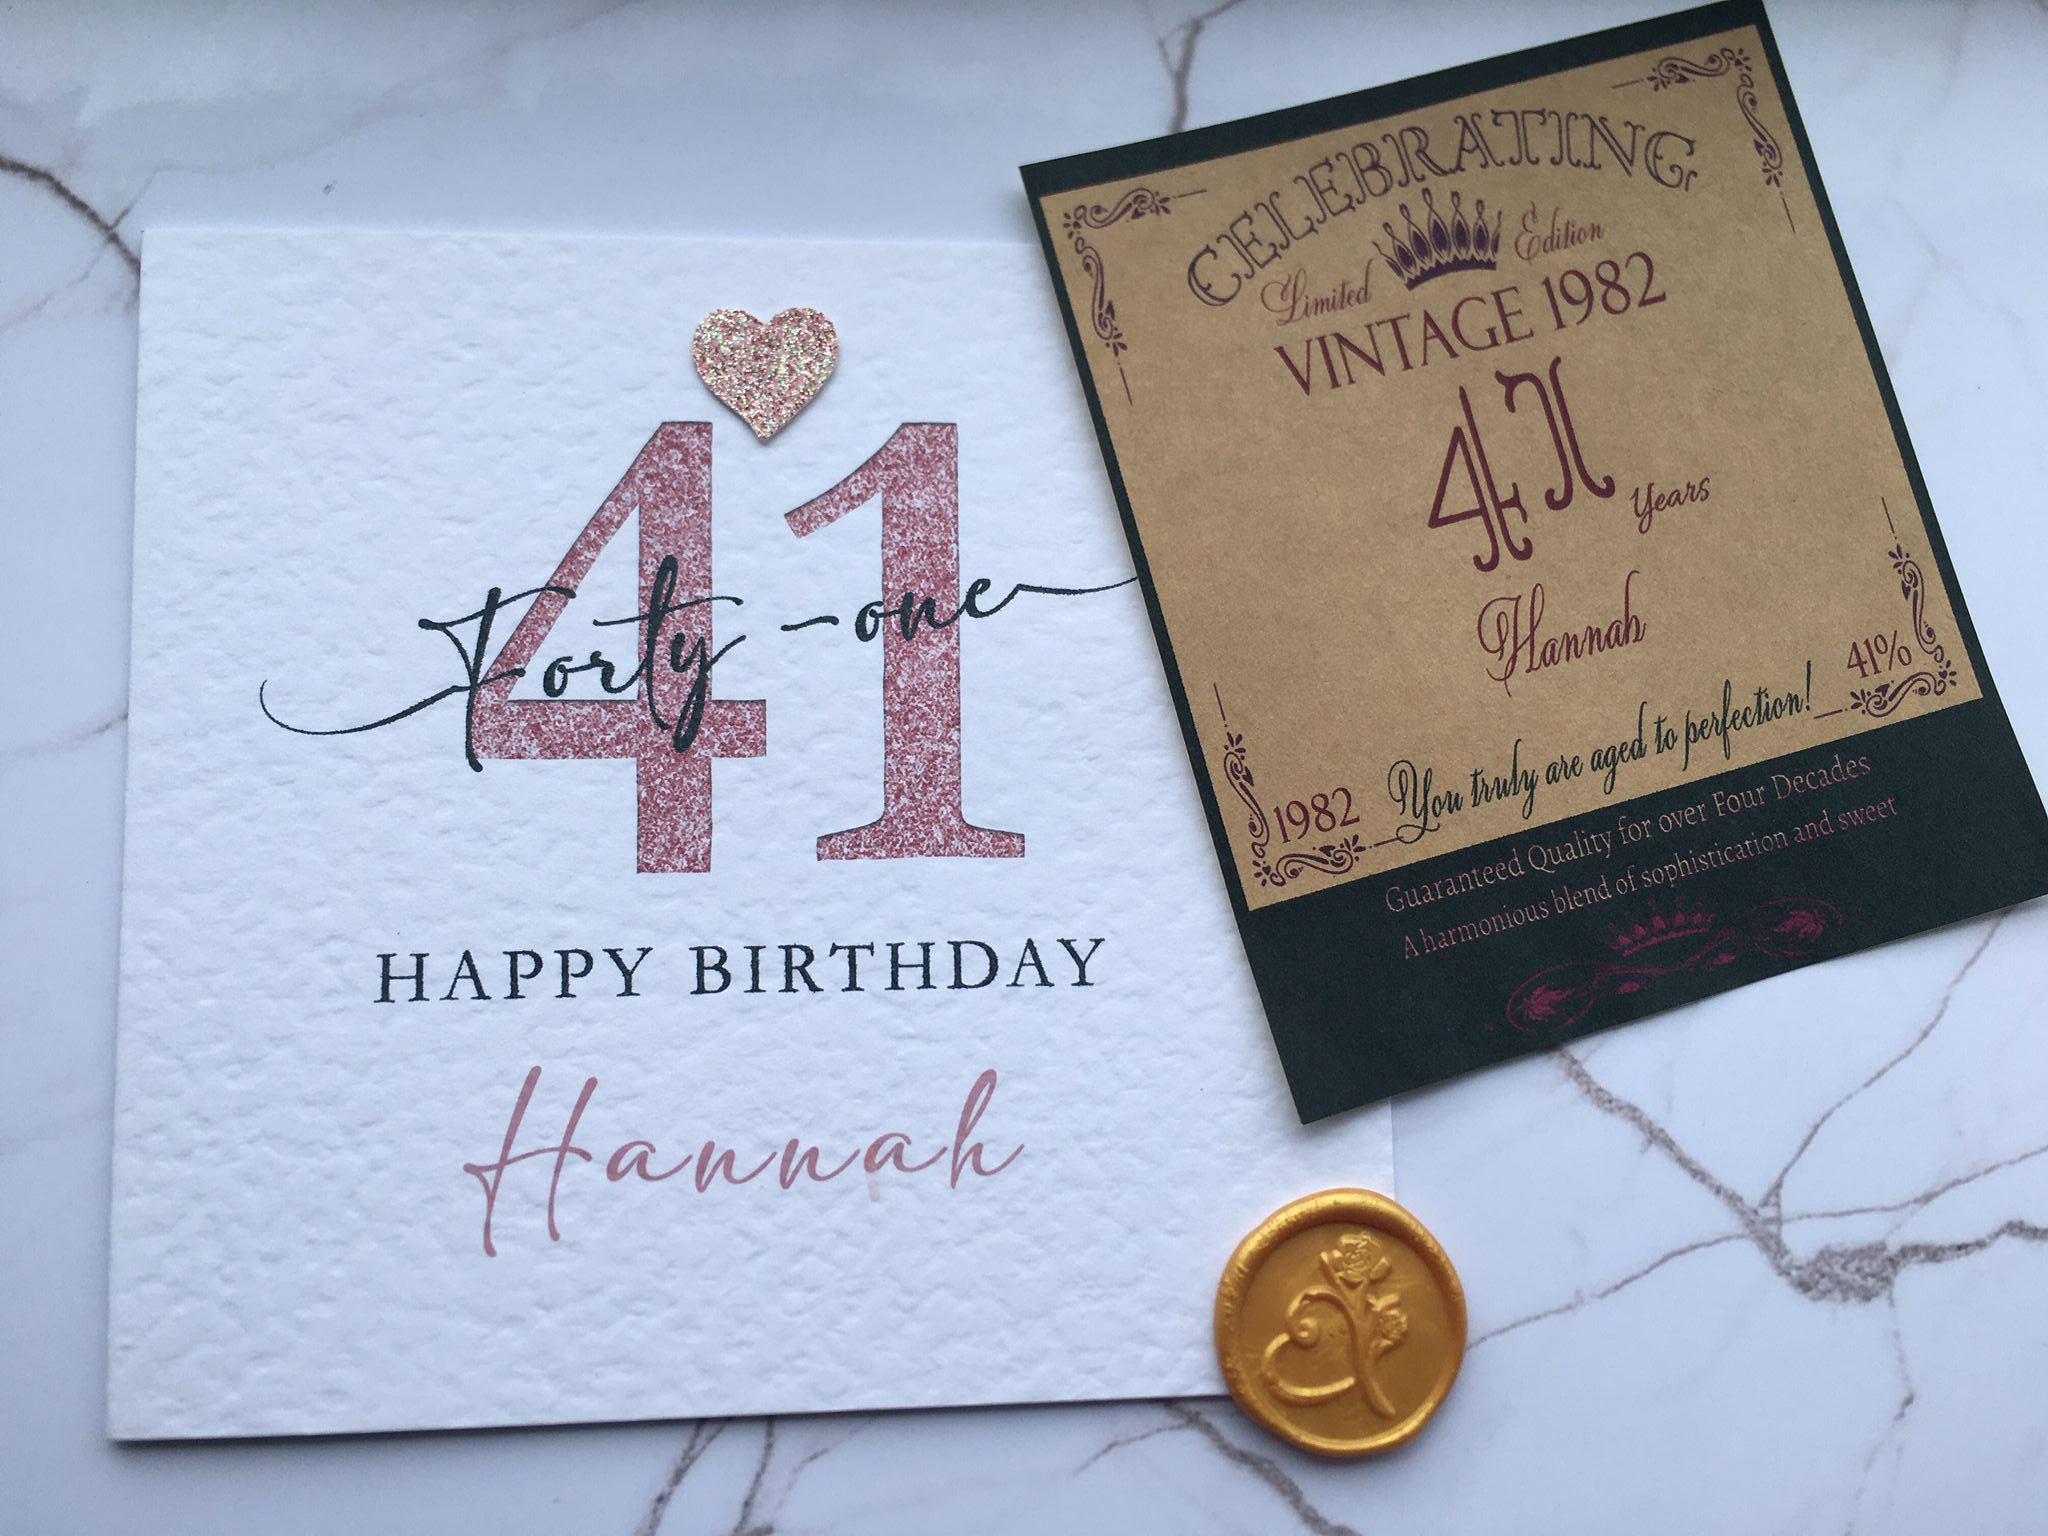 41
Forty-one
HAPPY BIRTHDAY
Hannah
CELEBRATING
Limited Edition
VINTAGE 1982
41 Years
Hannah
1982 You truly are aged to perfection! 41%
Guaranteed Quality for over Four Decades
A harmonious blend of sophistication and sweet